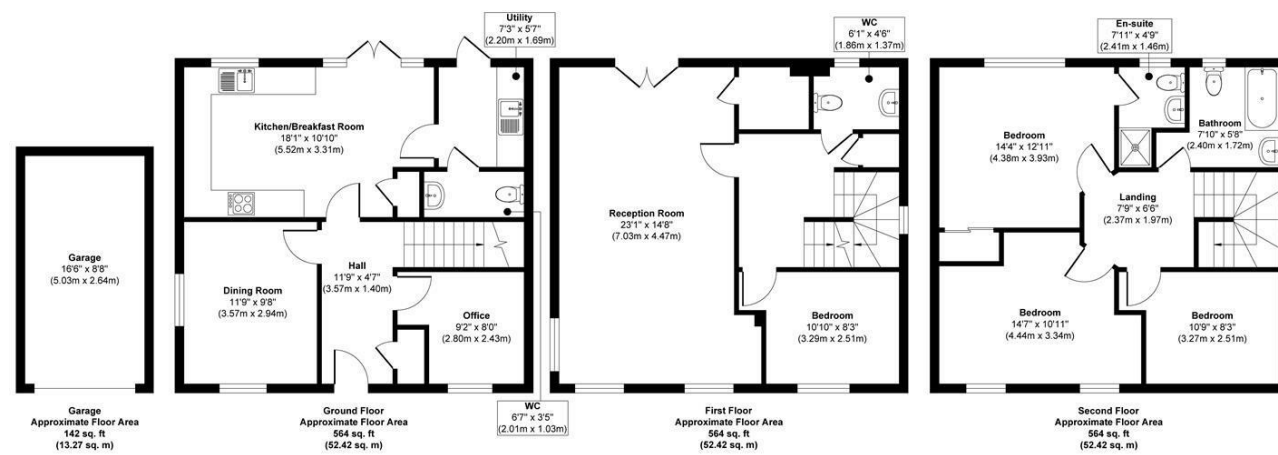 Garage
16'6" x 8'8"
(5.03m x 2.64m)
Garage
Approximate Floor Area
142 sq. ft
(13.27 sq. m)
Utility
7'3" x 5'7"
(2.20m x 1.69m)
Kitchen/Breakfast Room
18'1" x 10'10"
(5.52m x 3.31m)
Dining Room
11'9" x 9'8"
(3.57m x 2.94m)
Hall
11'9" x 4'7"
(3.57m x 1.40m)
Office
9'2" x 8'0"
(2.80m x 2.43m)
WC
6'7" x 3'5"
(2.01m x 1.03m)
Ground Floor
Approximate Floor Area
564 sq. ft
(52.42 sq. m)
WC
6'1" x 4'6"
(1.86m x 1.37m)
Reception Room
23'1" x 14'8"
(7.03m x 4.47m)
Bedroom
10'10" x 8'3"
(3.29m x 2.51m)
First Floor
Approximate Floor Area
564 sq. ft
(52.42 sq. m)
En-suite
7'11" x 4'9"
(2.41m x 1.46m)
Bedroom
14'4" x 12'11"
(4.38m x 3.93m)
Bathroom
7'10" x 5'8"
(2.40m x 1.72m)
Landing
7'9" x 6'6"
(2.37m x 1.97m)
Bedroom
14'7" x 10'11"
(4.44m x 3.34m)
Bedroom
10'9" x 8'3"
(3.27m x 2.51m)
Second Floor
Approximate Floor Area
564 sq. ft
(52.42 sq. m)